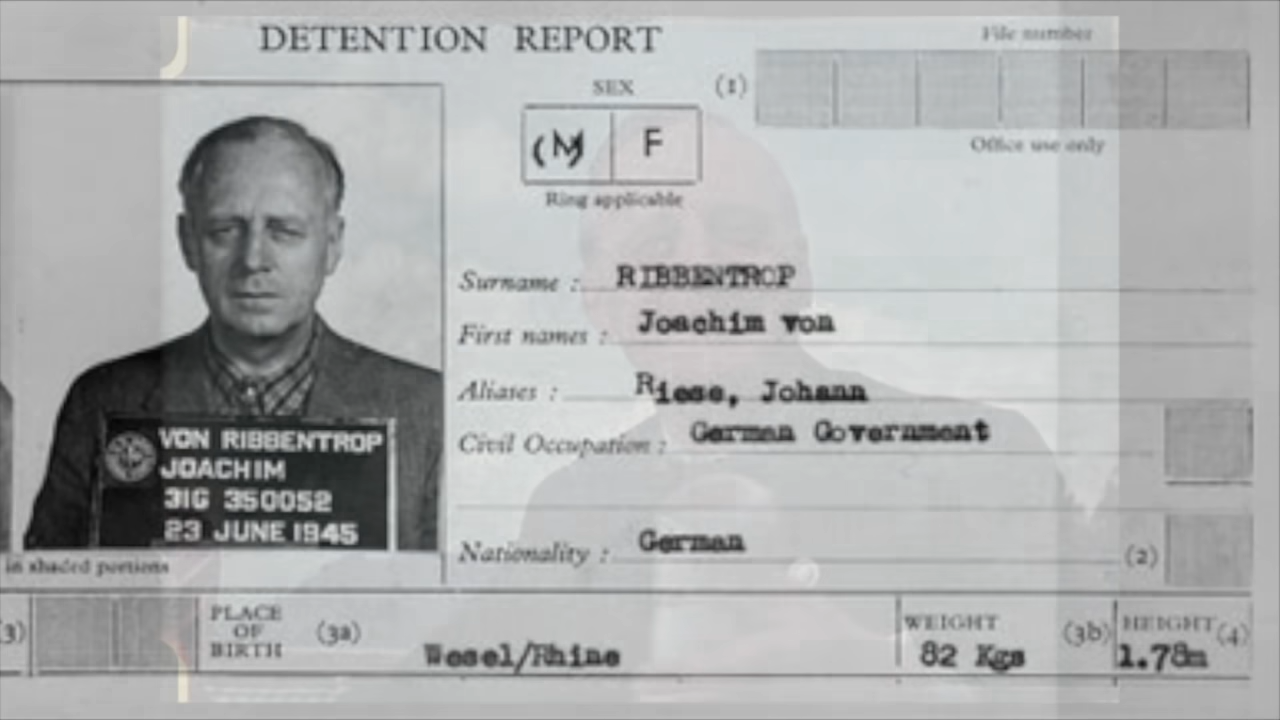 DETENTION REPORT
File number
SEX
(1)
(M) F
Office use only
Ring applicable
Surname : RIBBENTROP
First names : Joachim von
Aliases : Riese, Johann
Civil Occupation : German Government
VON RIBBENTROP
JOACHIM
31G 350052
23 JUNE 1945
Nationality : German (2)
in shaded portions
3)
PLACE OF BIRTH (3a) Wesel/Rhine
WEIGHT (3b) HEIGHT (4)
82 Kgs 1.78m